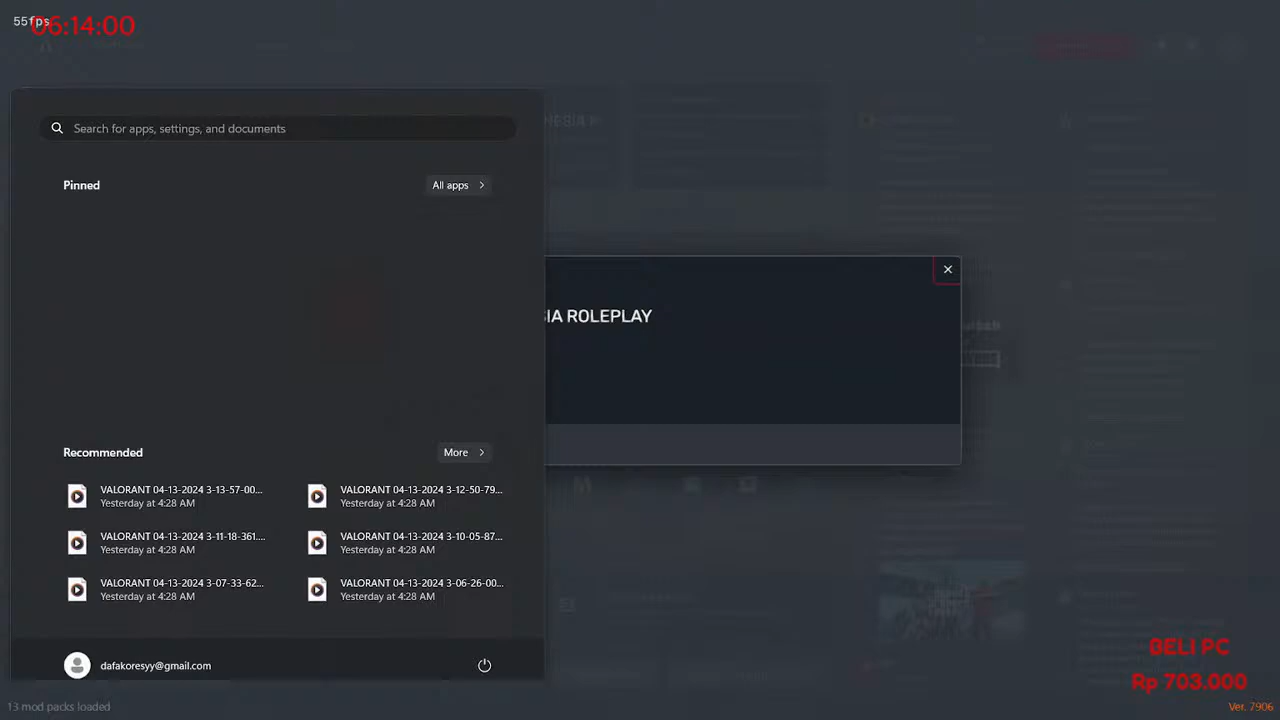 55fps
06:14:00
Search for apps, settings, and documents
Pinned
All apps
IA ROLEPLAY
Recommended
More
VALORANT 04-13-2024 3-13-57-00...
Yesterday at 4:28 AM
VALORANT 04-13-2024 3-12-50-79...
Yesterday at 4:28 AM
VALORANT 04-13-2024 3-11-18-361....
Yesterday at 4:28 AM
VALORANT 04-13-2024 3-10-05-87...
Yesterday at 4:28 AM
VALORANT 04-13-2024 3-07-33-62...
Yesterday at 4:28 AM
VALORANT 04-13-2024 3-06-26-00...
Yesterday at 4:28 AM
dafakoresyy@gmail.com
BELI PC
Rp 703.000
13 mod packs loaded
Ver. 7906